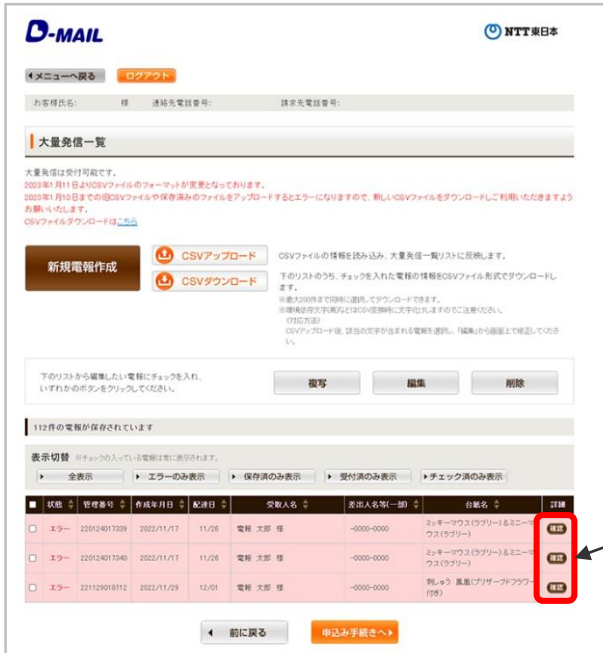 D-MAIL
NTT東日本
メニューへ戻る ログアウト
お客様氏名: 様 連絡先電話番号: 請求先電話番号:
大量発信一覧
大量発信は受付可能です。
2023年1月11日よりCSVファイルのフォーマットが変更となっております。
2023年1月10日までの旧CSVファイルや保存済みのファイルをアップロードするとエラーになりますので、新しいCSVファイルをダウンロードしご利用いただきますよう
お願いいたします。
CSVファイルダウンロードはこちら
新規電報作成
CSVアップロード
CSVファイルの情報を読み込み、大量発信一覧リストに反映します。
CSVダウンロード
下のリストのうち、チェックを入れた電報の情報をCSVファイル形式でダウンロードし
ます。
※最大200件まで同時に選択してダウンロードできます。
※環境依存文字(髙)などはCSV変換時に文字化けしますのでご注意ください。
(対応方法)
CSVアップロード後、該当の文字が含まれる電報を選択し、「編集」から画面上で修正してくださ
い。
下のリストから編集したい電報にチェックを入れ、
いずれかのボタンをクリックしてください。
複写 編集 削除
112件の電報が保存されています
表示切替 ※チェックの入っている電報は常に表示されます。
全表示 エラーのみ表示 保存済のみ表示 受付済のみ表示 チェック済のみ表示
状態 管理番号 作成年月日 配達日 受取人名 差出人名等(一部) 台紙名 詳細
エラー 220124017339 2022/11/17 11/26 電報 太郎 様 -0000-0000 ミッキーマウス(ラブリー)&ミニーマ
ウス(ラブリー) 確認
エラー 220124017340 2022/11/17 11/26 電報 太郎 様 -0000-0000 ミッキーマウス(ラブリー)&ミニーマ
ウス(ラブリー) 確認
エラー 221129018712 2022/11/29 12/01 電報 太郎 様 -0000-0000 刺しゅう 鳳凰(プリザーブドフラワー
付き) 確認
前に戻る 申込み手続きへ